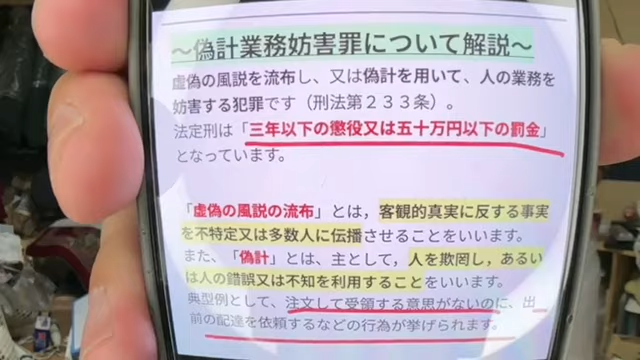 ～偽計業務妨害罪について解説～
虚偽の風説を流布し、又は偽計を用いて、人の業務を
妨害する犯罪です（刑法第２３３条）。
法定刑は「三年以下の懲役又は五十万円以下の罰金」
となっています。
「虚偽の風説の流布」とは，客観的真実に反する事実
を不特定又は多数人に伝播させることをいいます。
また、「偽計」とは、主として，人を欺罔し，あるい
は人の錯誤又は不知を利用することをいいます。
典型例として、注文して受領する意思がないのに、出
前の配達を依頼するなどの行為が挙げられます。